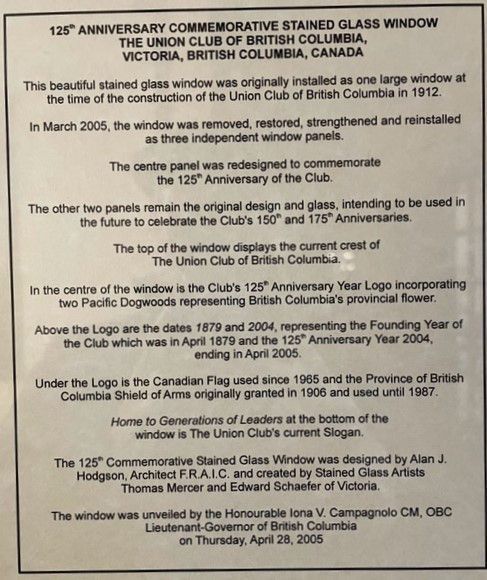 125th ANNIVERSARY COMMEMORATIVE STAINED GLASS WINDOW
THE UNION CLUB OF BRITISH COLUMBIA,
VICTORIA, BRITISH COLUMBIA, CANADA
This beautiful stained glass window was originally installed as one large window at
the time of the construction of the Union Club of British Columbia in 1912.
In March 2005, the window was removed, restored, strengthened and reinstalled
as three independent window panels.
The centre panel was redesigned to commemorate
the 125th Anniversary of the Club.
The other two panels remain the original design and glass, intending to be used in
the future to celebrate the Club's 150th and 175th Anniversaries.
The top of the window displays the current crest of
The Union Club of British Columbia.
In the centre of the window is the Club's 125th Anniversary Year Logo incorporating
two Pacific Dogwoods representing British Columbia's provincial flower.
Above the Logo are the dates 1879 and 2004, representing the Founding Year of
the Club which was in April 1879 and the 125th Anniversary Year 2004,
ending in April 2005.
Under the Logo is the Canadian Flag used since 1965 and the Province of British
Columbia Shield of Arms originally granted in 1906 and used until 1987.
Home to Generations of Leaders at the bottom of the
window is The Union Club's current Slogan.
The 125th Commemorative Stained Glass Window was designed by Alan J.
Hodgson, Architect F.R.A.I.C. and created by Stained Glass Artists
Thomas Mercer and Edward Schaefer of Victoria.
The window was unveiled by the Honourable Iona V. Campagnolo CM, OBC
Lieutenant-Governor of British Columbia
on Thursday, April 28, 2005